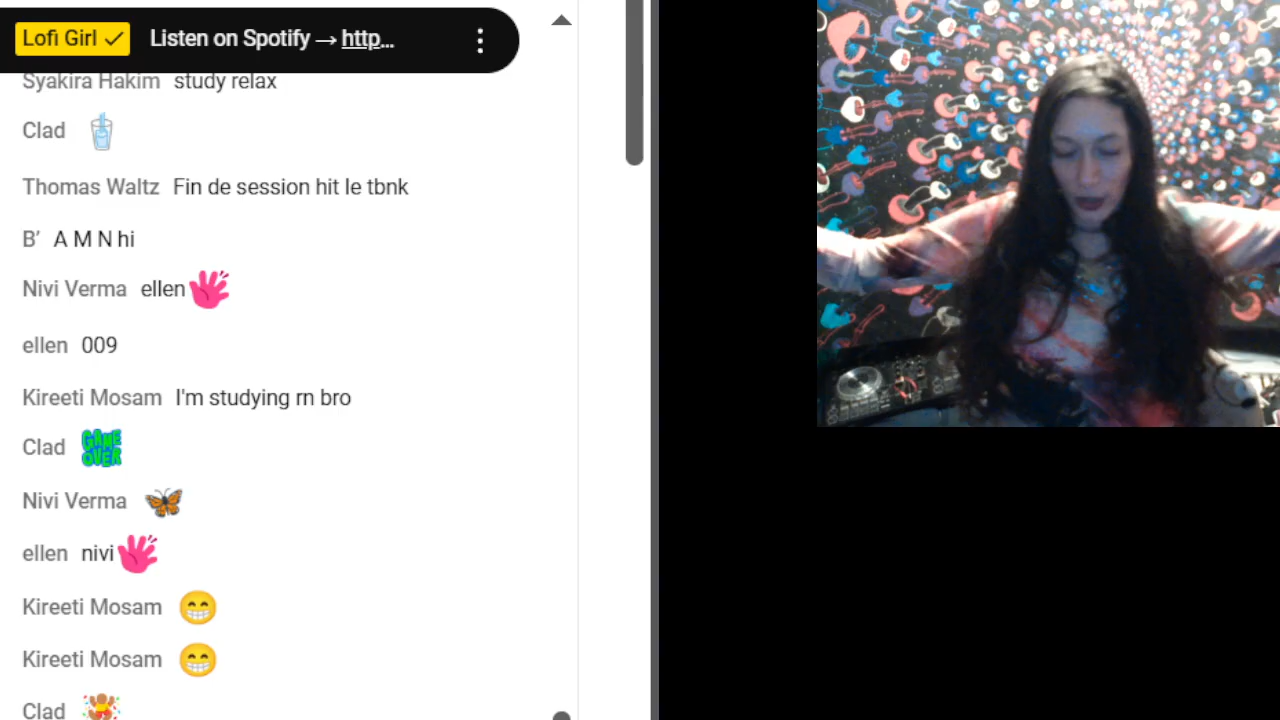 Lofi Girl Listen on Spotify → http...
Syakira Hakim study relax
Clad
Thomas Waltz Fin de session hit le tbnk
B’ A M N hi
Nivi Verma ellen
ellen 009
Kireeti Mosam I'm studying rn bro
Clad GAME OVER
Nivi Verma
ellen nivi
Kireeti Mosam
Kireeti Mosam
Clad